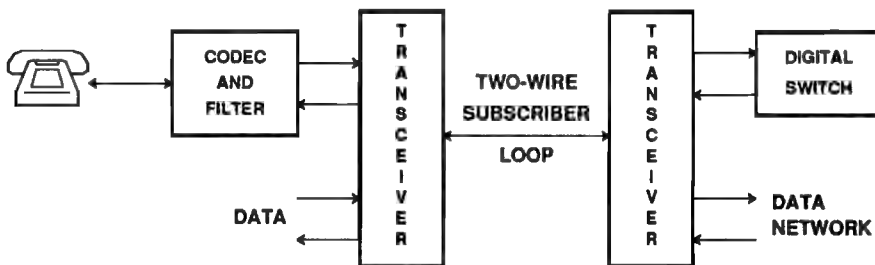 CODEC
AND
FILTER
TRANSCEIVER
DATA
TWO-WIRE
SUBSCRIBER
LOOP
TRANSCEIVER
DIGITAL
SWITCH
DATA
NETWORK